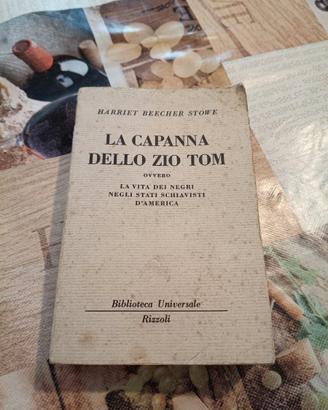 HARRIET BEECHER STOWE
LA CAPANNA
DELLO ZIO TOM
OVVERO
LA VITA DEI NEGRI
NEGLI STATI SCHIAVISTI
D'AMERICA
Biblioteca Universale
Rizzoli